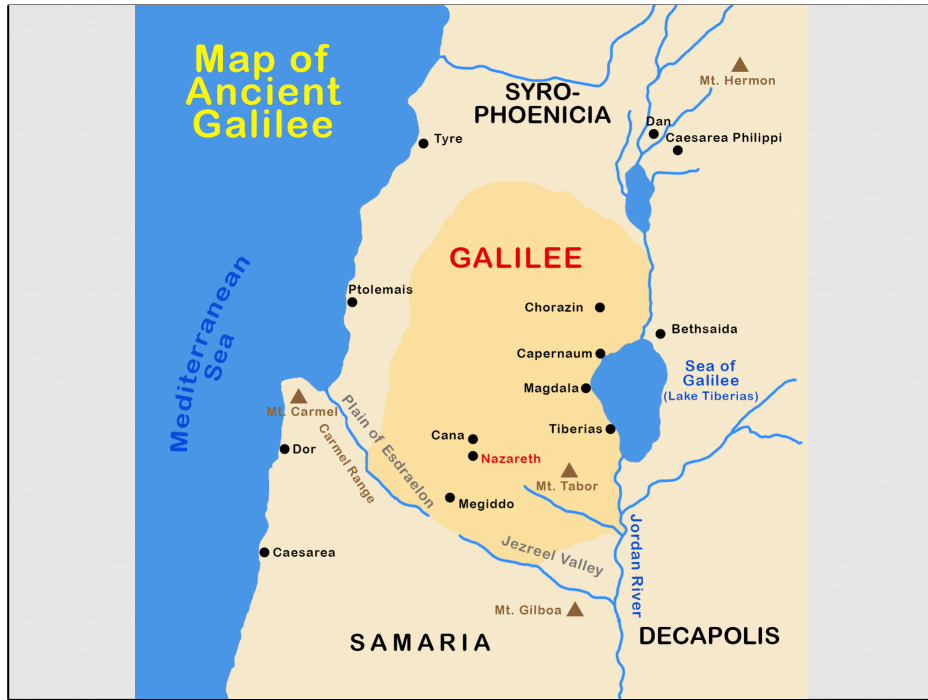 Map of
Ancient
Galilee
Mt. Hermon
SYRO-
PHOENICIA
Dan
Tyre
Caesarea Philippi
GALILEE
Mediterranean
Sea
Ptolemais
Chorazin
Bethsaida
Capernaum
Sea of
Galilee
(Lake Tiberias)
Magdala
Mt. Carmel
Plain of Esdraelon
Carmel Range
Tiberias
Cana
Dor
Nazareth
Mt. Tabor
Megiddo
Jordan River
Jezreel Valley
Caesarea
Mt. Gilboa
SAMARIA
DECAPOLIS